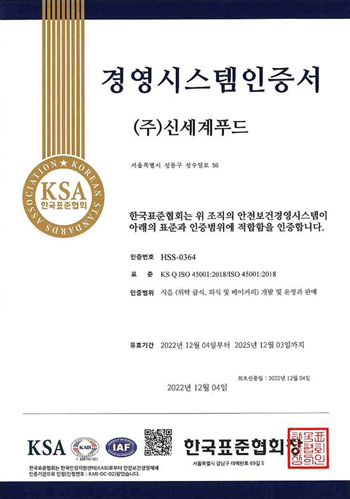 경영시스템인증서
(주)신세계푸드
서울특별시 성동구 성수일로 56
KOREAN STANDARDS ASSOCIATION
KSA
한국표준협회
한국표준협회는 위 조직의 안전보건경영시스템이
아래의 표준과 인증범위에 적합함을 인증합니다.
인증번호 HSS-0364
표 준 KS Q ISO 45001:2018/ISO 45001:2018
인증범위 식음 (위탁 급식, 외식 및 베이커리) 개발 및 운영과 판매
유효기간 2022년 12월 04일부터 2025년 12월 03일까지
최초인증일 : 2022년 12월 04일
2022년 12월 04일
KSA 한국표준협회
KAB
IAF
한국표준협회장
서울특별시 강남구 테헤란로 69길 5
한국표준협회는 한국인정지원센터(KAB)로부터 안전보건경영체제
인증기관으로 인정(인정번호 : KAB-OC-02)받았습니다.